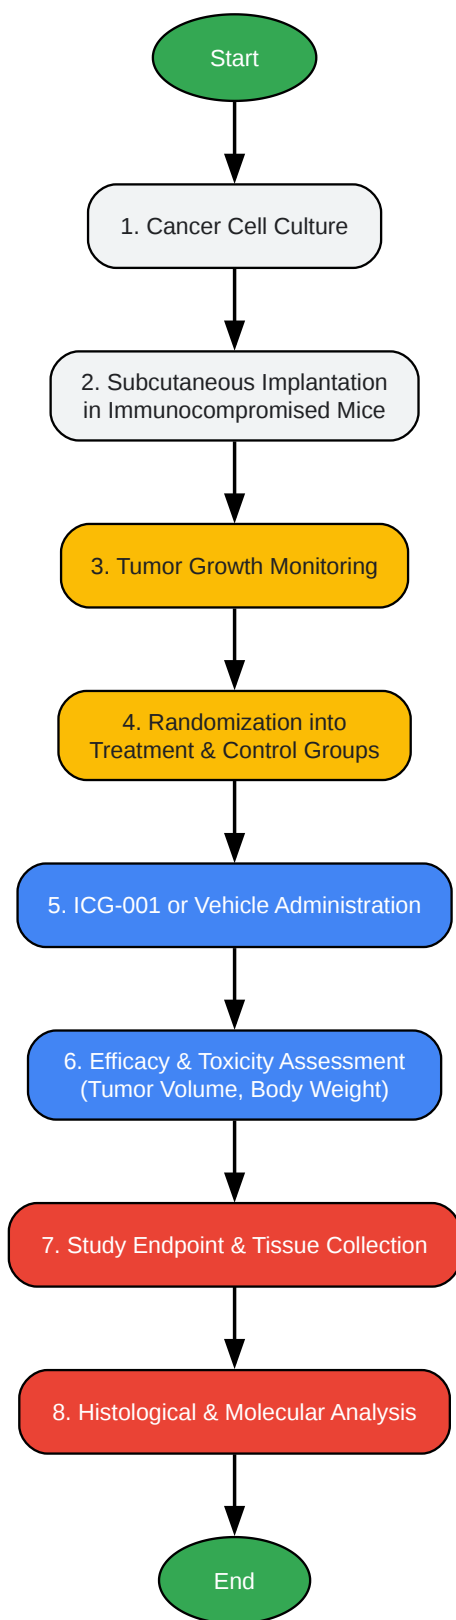 Start
1. Cancer Cell Culture
2. Subcutaneous Implantation
in Immunocompromised Mice
3. Tumor Growth Monitoring
4. Randomization into
Treatment & Control Groups
5. ICG-001 or Vehicle Administration
6. Efficacy & Toxicity Assessment
(Tumor Volume, Body Weight)
7. Study Endpoint & Tissue Collection
8. Histological & Molecular Analysis
End